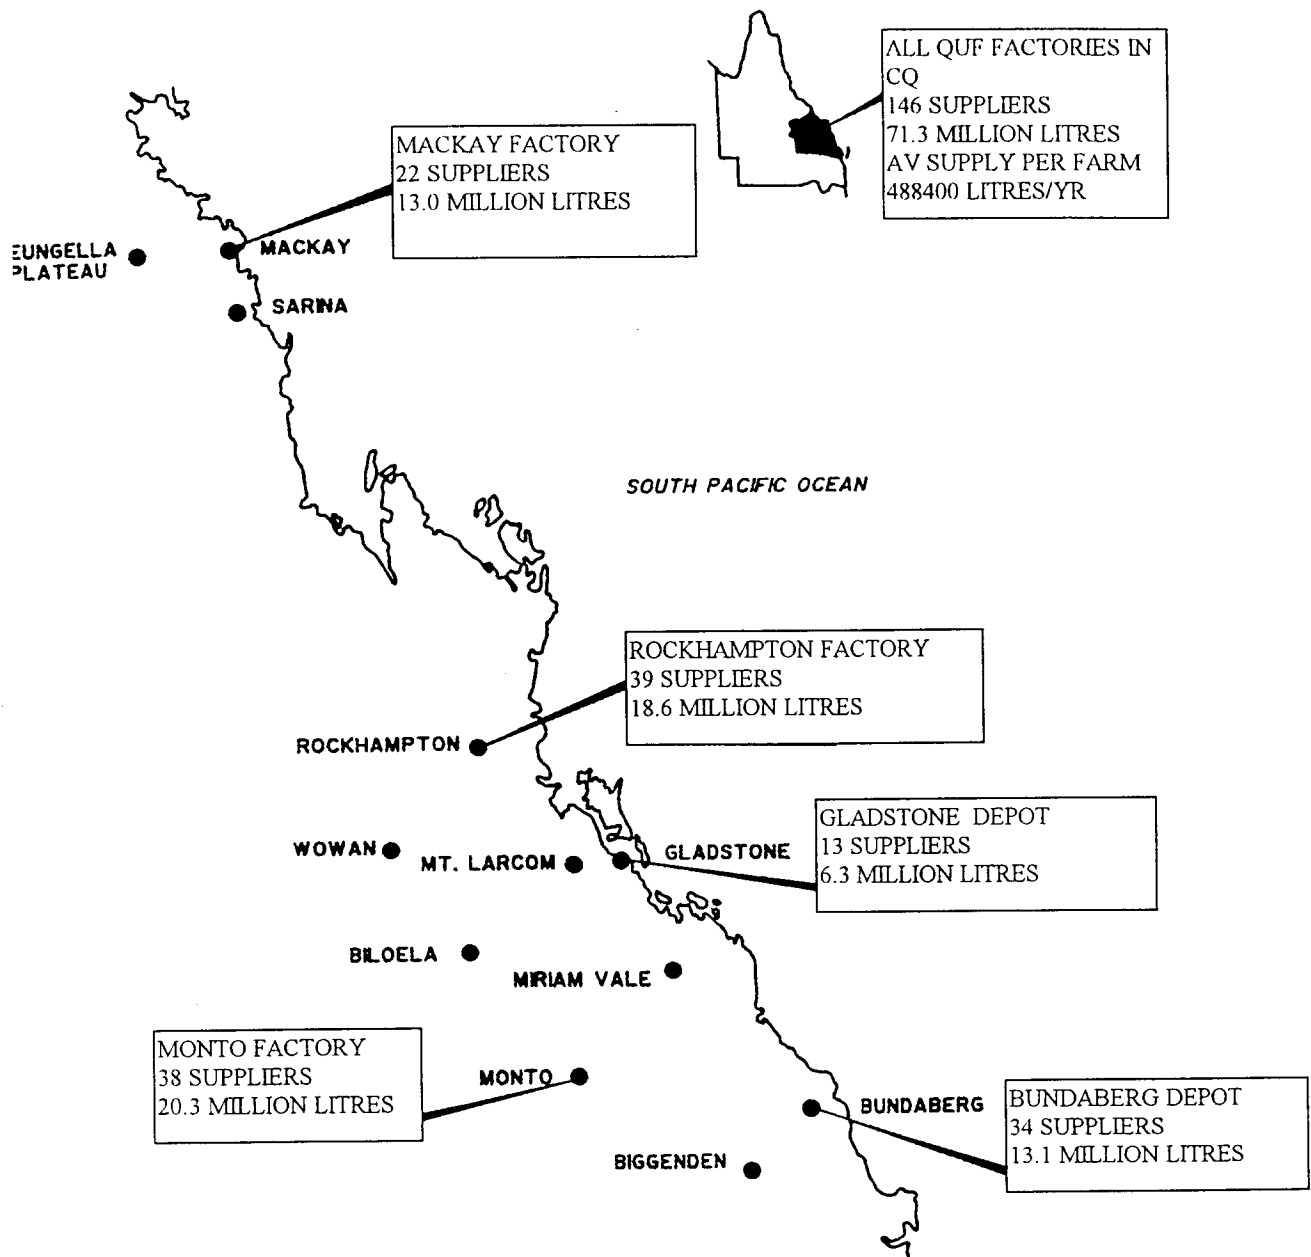 ALL QUF FACTORIES IN
CQ
146 SUPPLIERS
71.3 MILLION LITRES
AV SUPPLY PER FARM
488400 LITRES/YR
MACKAY FACTORY
22 SUPPLIERS
13.0 MILLION LITRES
EUNGELLA
PLATEAU
MACKAY
SARINA
SOUTH PACIFIC OCEAN
ROCKHAMPTON FACTORY
39 SUPPLIERS
18.6 MILLION LITRES
ROCKHAMPTON
GLADSTONE DEPOT
13 SUPPLIERS
6.3 MILLION LITRES
WOWAN
MT. LARCOM
GLADSTONE
BILOELA
MIRIAM VALE
MONTO FACTORY
38 SUPPLIERS
20.3 MILLION LITRES
MONTO
BUNDABERG
BUNDABERG DEPOT
34 SUPPLIERS
13.1 MILLION LITRES
BIGGENDEN